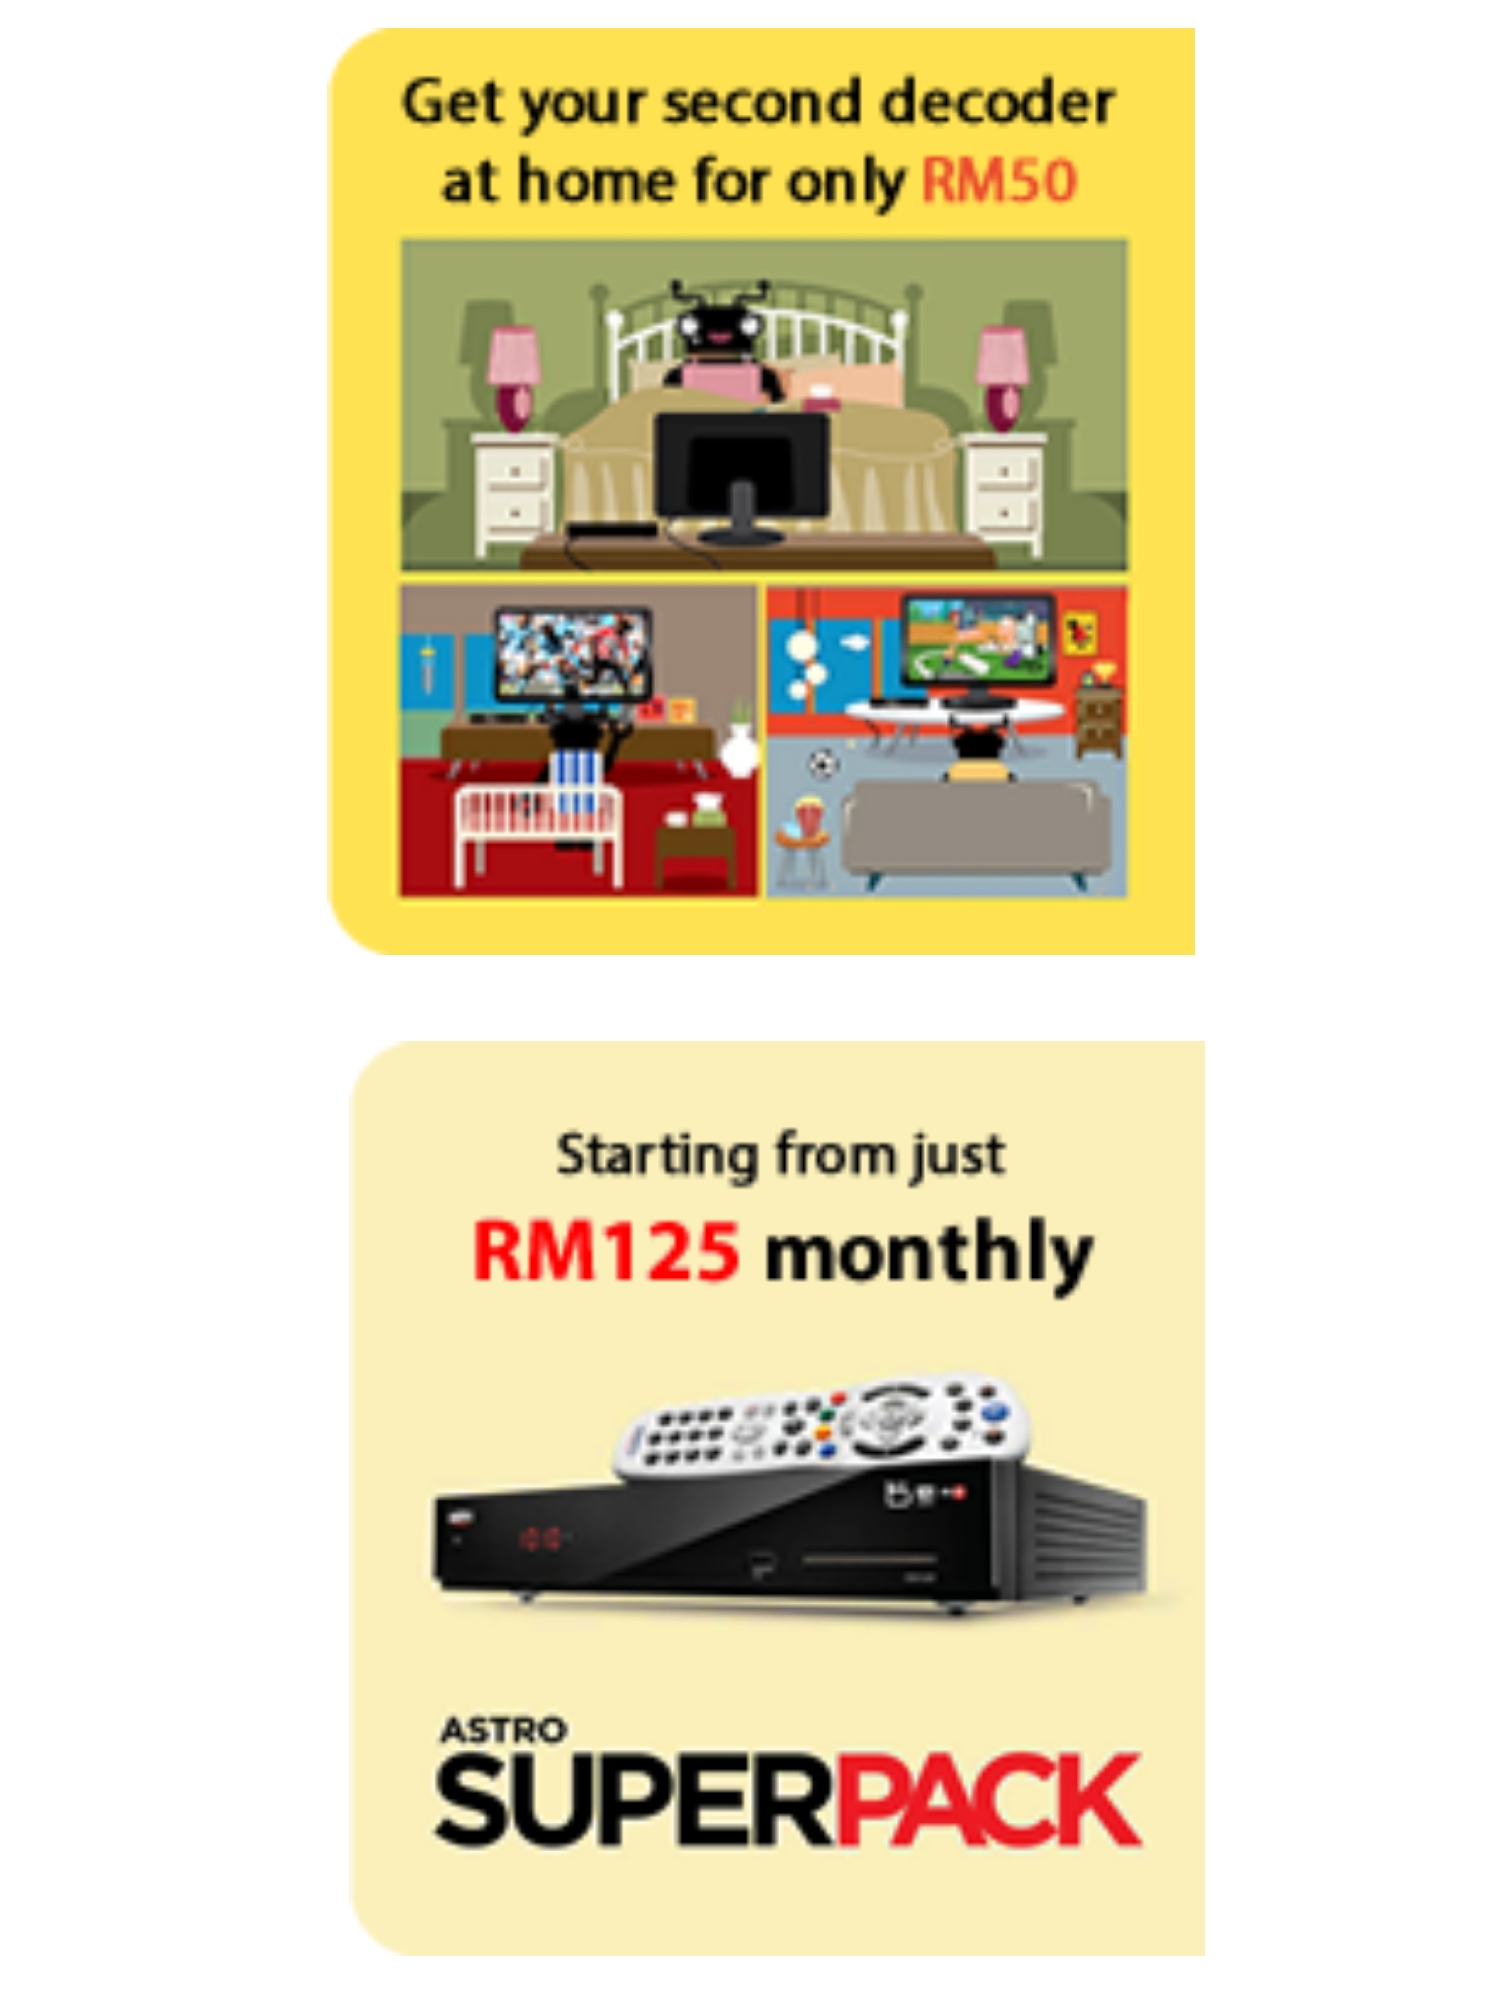 Get your second decoder
at home for only RM50
Starting from just
RM125 monthly
ASTRO
SUPERPACK